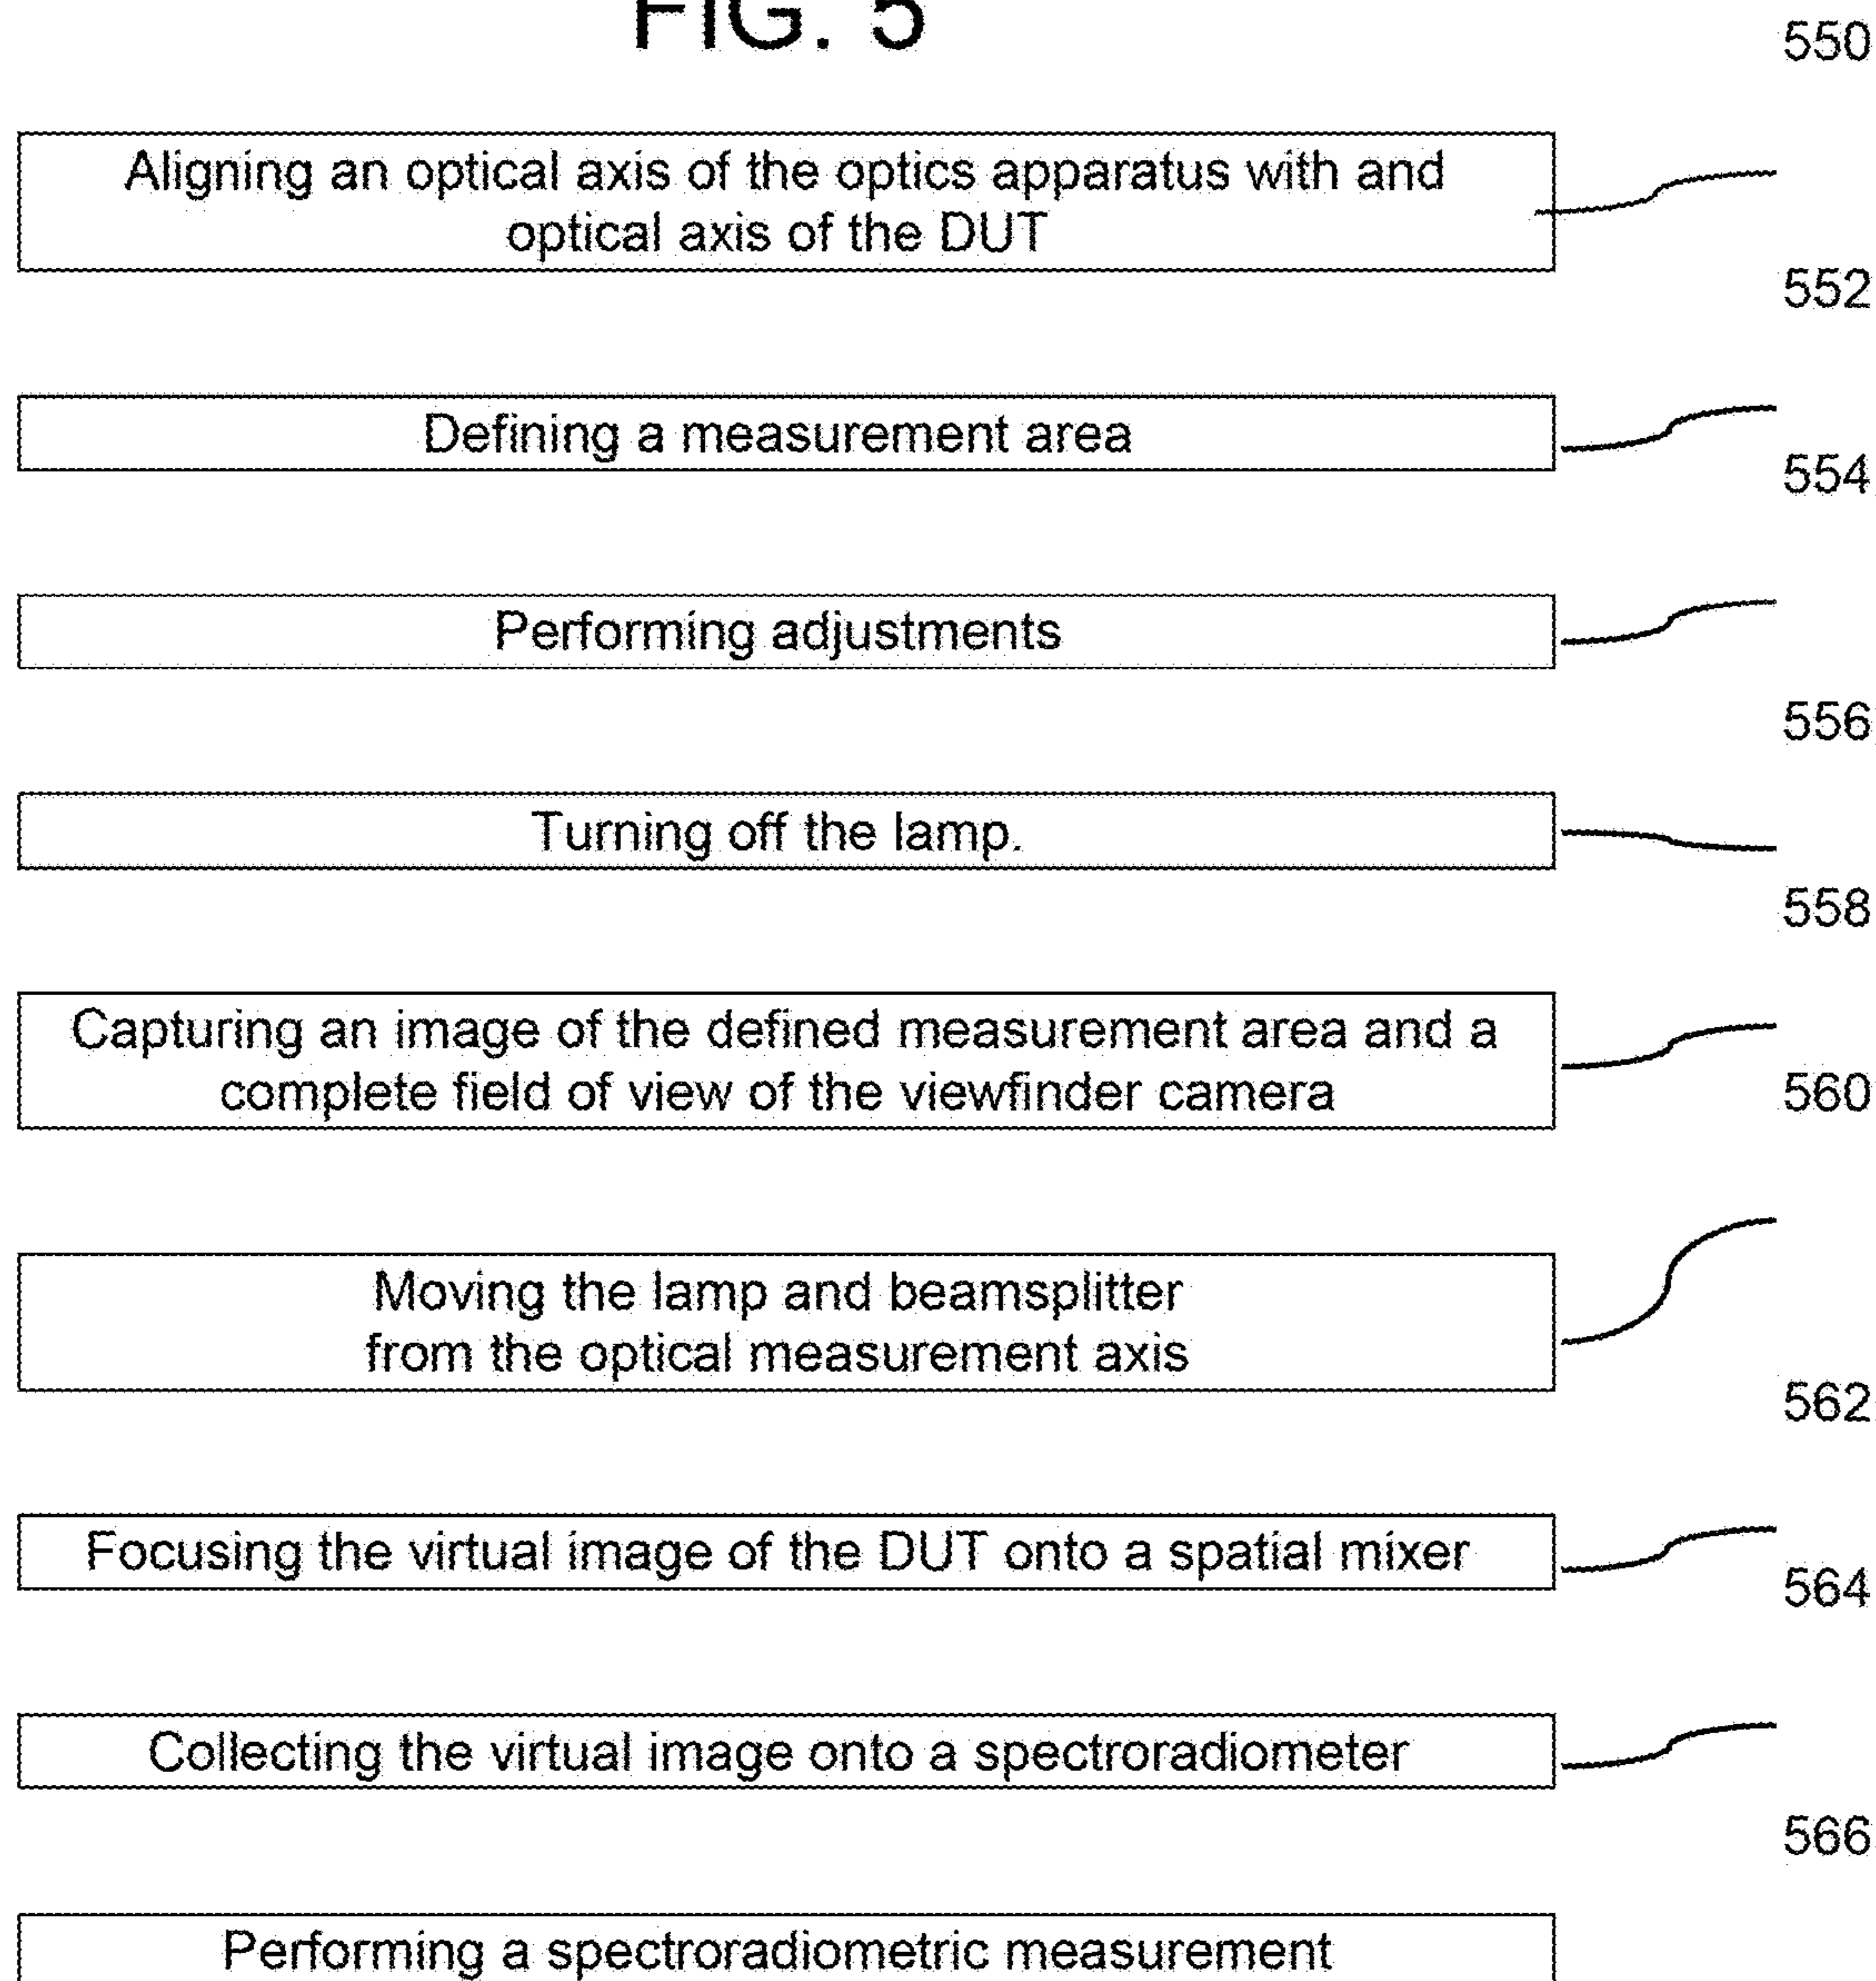 FIG. 5
550
Aligning an optical axis of the optics apparatus with and
optical axis of the DUT
552
Defining a measurement area
554
Performing adjustments
556
Turning off the lamp.
558
Capturing an image of the defined measurement area and a
complete field of view of the viewfinder camera
560
Moving the lamp and beamsplitter
from the optical measurement axis
562
Focusing the virtual image of the DUT onto a spatial mixer
564
Collecting the virtual image onto a spectroradiometer
566
Performing a spectroradiometric measurement